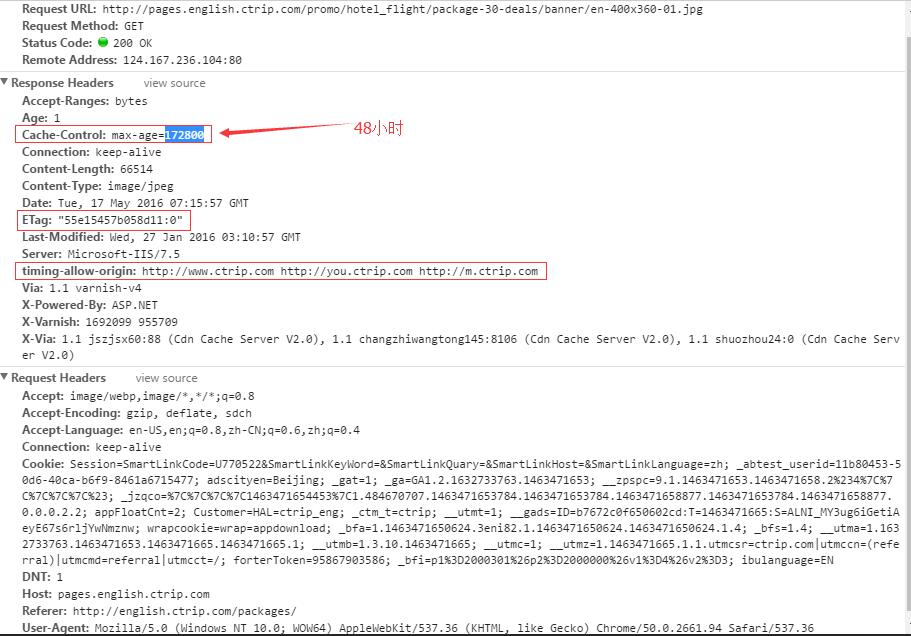 Request URL: http://pages.english.ctrip.com/promo/hotel_flight/package-30-deals/banner/en-400x360-01.jpg
Request Method: GET
Status Code: 200 OK
Remote Address: 124.167.236.104:80
Response Headers view source
Accept-Ranges: bytes
Age: 1
Cache-Control: max-age=172800 48小时
Connection: keep-alive
Content-Length: 66514
Content-Type: image/jpeg
Date: Tue, 17 May 2016 07:15:57 GMT
ETag: "55e15457b058d11:0"
Last-Modified: Wed, 27 Jan 2016 03:10:57 GMT
Server: Microsoft-IIS/7.5
timing-allow-origin: http://www.ctrip.com http://you.ctrip.com http://m.ctrip.com
Via: 1.1 varnish-v4
X-Powered-By: ASP.NET
X-Varnish: 1692099 955709
X-Via: 1.1 jszjsx60:88 (Cdn Cache Server V2.0), 1.1 changzhiwangtong145:8106 (Cdn Cache Server V2.0), 1.1 shuozhou24:0 (Cdn Cache Serv
er V2.0)
Request Headers view source
Accept: image/webp,image/*,*/*;q=0.8
Accept-Encoding: gzip, deflate, sdch
Accept-Language: en-US,en;q=0.8,zh-CN;q=0.6,zh;q=0.4
Connection: keep-alive
Cookie: Session=SmartLinkCode=U770522&SmartLinkKeyWord=&SmartLinkQuary=&SmartLinkHost=&SmartLinkLanguage=zh; _abtest_userid=11b80453-5
0d6-40ca-b6f9-8461a6715477; adscityen=Beijing; _gat=1; _ga=GA1.2.1632733763.1463471653; __zpspc=9.1.1463471653.1463471658.2%234%7C%7
C%7C%7C%7C%23; _jzqco=%7C%7C%7C%7C1463471654453%7C1.484670707.1463471653784.1463471653784.1463471658877.1463471653784.1463471658877.
0.0.0.2.2; appFloatCnt=2; Customer=HAL=ctrip_eng; _ctm_t=ctrip; __utmt=1; __gads=ID=b7672c0f650602cd:T=1463471665:S=ALNI_MY3ug6iGetiA
eyE67s6rljYwNmznw; wrapcookie=wrap=appdownload; _bfa=1.1463471650624.3eni82.1.1463471650624.1463471650624.1.4; _bfs=1.4; __utma=1.163
2733763.1463471653.1463471665.1463471665.1; __utmb=1.3.10.1463471665; __utmc=1; __utmz=1.1463471665.1.1.utmcsr=ctrip.com|utmccn=(refer
ral)|utmcmd=referral|utmcct=/; forterToken=95867903586; _bfi=p1%3D2000301%26p2%3D2000000%26v1%3D4%26v2%3D3; ibulanguage=EN
DNT: 1
Host: pages.english.ctrip.com
Referer: http://english.ctrip.com/packages/
User-Agent: Mozilla/5.0 (Windows NT 10.0; WOW64) AppleWebKit/537.36 (KHTML, like Gecko) Chrome/50.0.2661.94 Safari/537.36